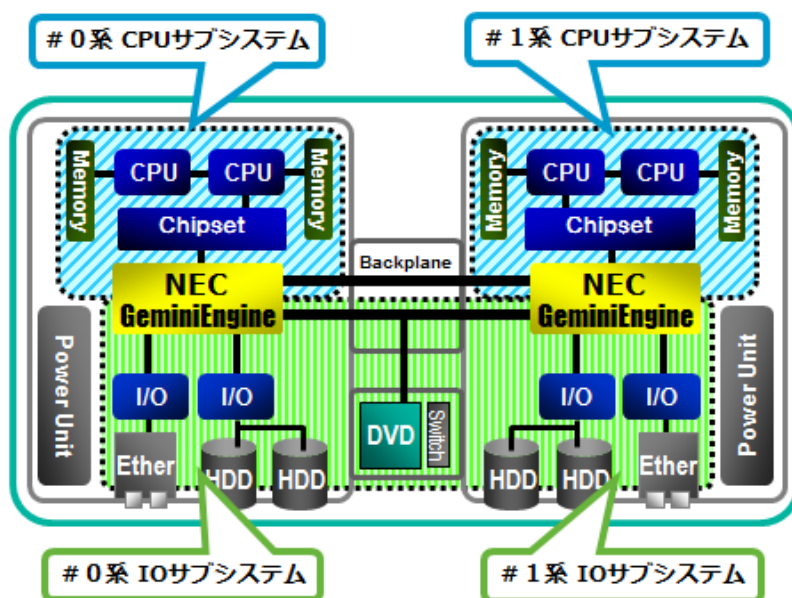 #0系 CPUサブシステム
#1系 CPUサブシステム
Memory
CPU
CPU
Memory
Memory
CPU
CPU
Memory
Chipset
Chipset
Backplane
NEC
GeminiEngine
NEC
GeminiEngine
Power Unit
I/O
I/O
I/O
I/O
Power Unit
DVD
Switch
Ether
HDD
HDD
HDD
HDD
Ether
#0系 IOサブシステム
#1系 IOサブシステム